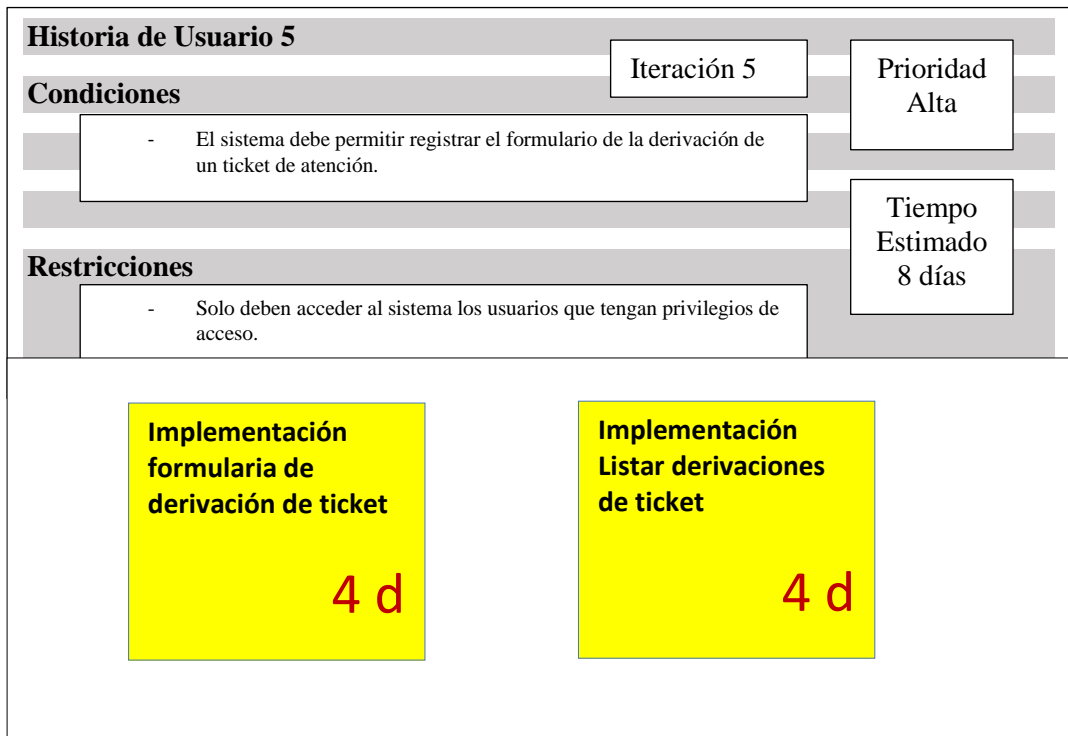 Historia de Usuario 5
Iteración 5
Prioridad
Alta
Condiciones
- El sistema debe permitir registrar el formulario de la derivación de
un ticket de atención.
Tiempo
Estimado
8 días
Restricciones
- Solo deben acceder al sistema los usuarios que tengan privilegios de
acceso.
Implementación
formularia de
derivación de ticket
4 d
Implementación
Listar derivaciones
de ticket
4 d